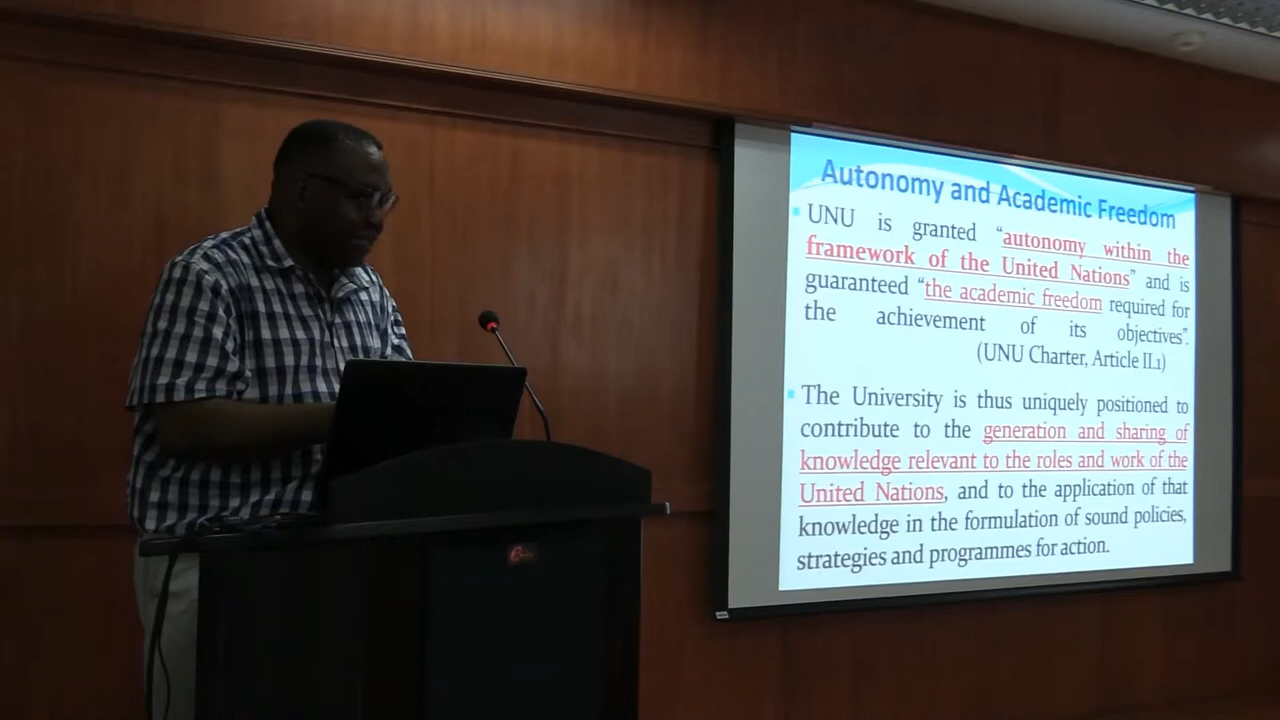 Autonomy and Academic Freedom
UNU is granted “autonomy within the
framework of the United Nations” and is
guaranteed “the academic freedom required for
the achievement of its objectives”.
(UNU Charter, Article II.1)
The University is thus uniquely positioned to
contribute to the generation and sharing of
knowledge relevant to the roles and work of the
United Nations, and to the application of that
knowledge in the formulation of sound policies,
strategies and programmes for action.